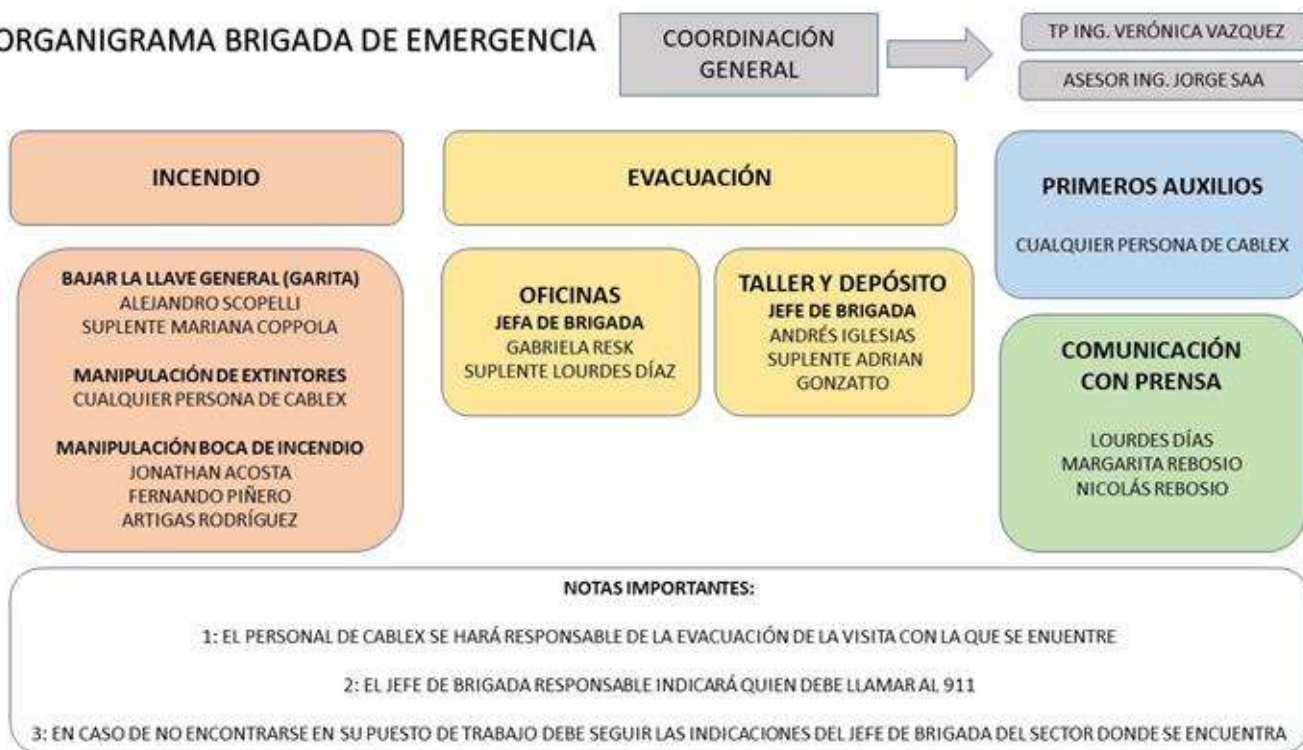 ORGANIGRAMA BRIGADA DE EMERGENCIA
COORDINACIÓN
GENERAL
TP ING. VERÓNICA VAZQUEZ
ASESOR ING. JORGE SAA
INCENDIO
BAJAR LA LLAVE GENERAL (GARITA)
ALEJANDRO SCOPELLI
SUPLENTE MARIANA COPPOLA
MANIPULACIÓN DE EXTINTORES
CUALQUIER PERSONA DE CABLEX
MANIPULACIÓN BOCA DE INCENDIO
JONATHAN ACOSTA
FERNANDO PIÑERO
ARTIGAS RODRÍGUEZ
EVACUACIÓN
OFICINAS
JEFA DE BRIGADA
GABRIELA RESK
SUPLENTE LOURDES DÍAZ
TALLER Y DEPÓSITO
JEFE DE BRIGADA
ANDRÉS IGLESIAS
SUPLENTE ADRIAN
GONZATTO
PRIMEROS AUXILIOS
CUALQUIER PERSONA DE CABLEX
COMUNICACIÓN
CON PRENSA
LOURDES DÍAS
MARGARITA REBOSIO
NICOLÁS REBOSIO
NOTAS IMPORTANTES:
1: EL PERSONAL DE CABLEX SE HARÁ RESPONSABLE DE LA EVACUACIÓN DE LA VISITA CON LA QUE SE ENUENTRE
2: EL JEFE DE BRIGADA RESPONSABLE INDICARÁ QUIEN DEBE LLAMAR AL 911
3: EN CASO DE NO ENCONTRARSE EN SU PUESTO DE TRABAJO DEBE SEGUIR LAS INDICACIONES DEL JEFE DE BRIGADA DEL SECTOR DONDE SE ENCUENTRA